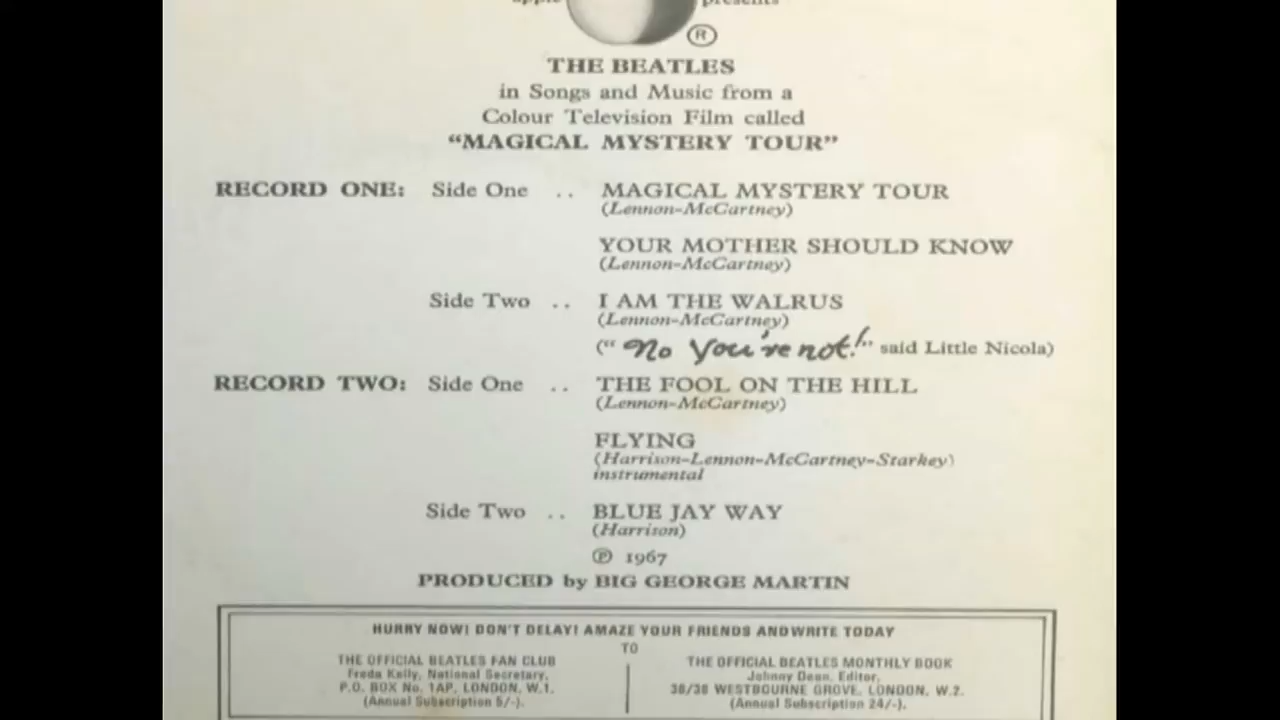 apple presents
®
THE BEATLES
in Songs and Music from a
Colour Television Film called
“MAGICAL MYSTERY TOUR”
RECORD ONE: Side One .. MAGICAL MYSTERY TOUR
(Lennon-McCartney)
YOUR MOTHER SHOULD KNOW
(Lennon-McCartney)
Side Two .. I AM THE WALRUS
(Lennon-McCartney)
(“No You're not!” said Little Nicola)
RECORD TWO: Side One .. THE FOOL ON THE HILL
(Lennon-McCartney)
FLYING
(Harrison-Lennon-McCartney-Starkey)
instrumental
Side Two .. BLUE JAY WAY
(Harrison)
℗ 1967
PRODUCED by BIG GEORGE MARTIN
HURRY NOW! DON'T DELAY! AMAZE YOUR FRIENDS AND WRITE TODAY
TO
THE OFFICIAL BEATLES FAN CLUB
Freda Kelly, National Secretary,
P.O. BOX No. 1AP, LONDON, W.1.
(Annual Subscription 5/-).
THE OFFICIAL BEATLES MONTHLY BOOK
Johnny Dean, Editor,
36/38 WESTBOURNE GROVE, LONDON, W.2.
(Annual Subscription 24/-).